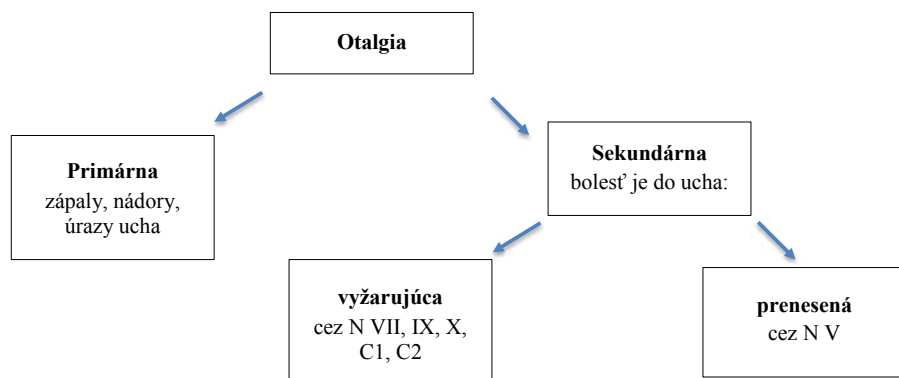 Otalgia
Primárna
zápaly, nádory,
úrazy ucha
Sekundárna
bolesť je do ucha:
vyžarujúca
cez N VII, IX, X,
C1, C2
prenesená
cez N V